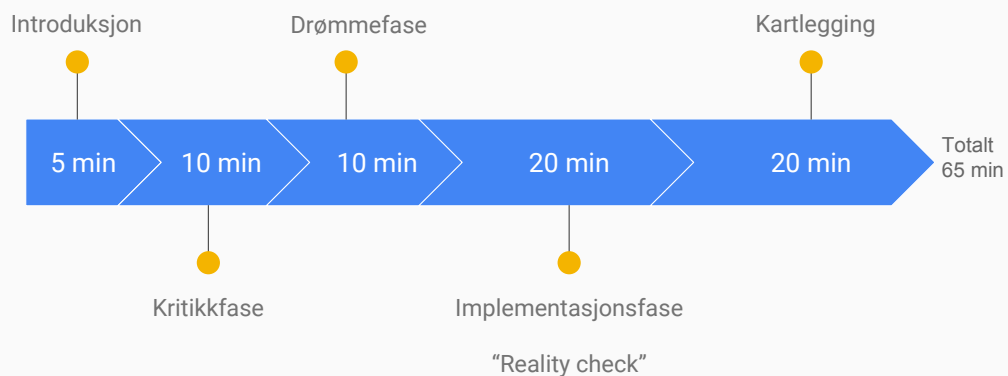 Introduksjon
Drømmefase
Kartlegging
5 min
10 min
10 min
20 min
20 min
Totalt
65 min
Kritikkfase
Implementasjonsfase
“Reality check”